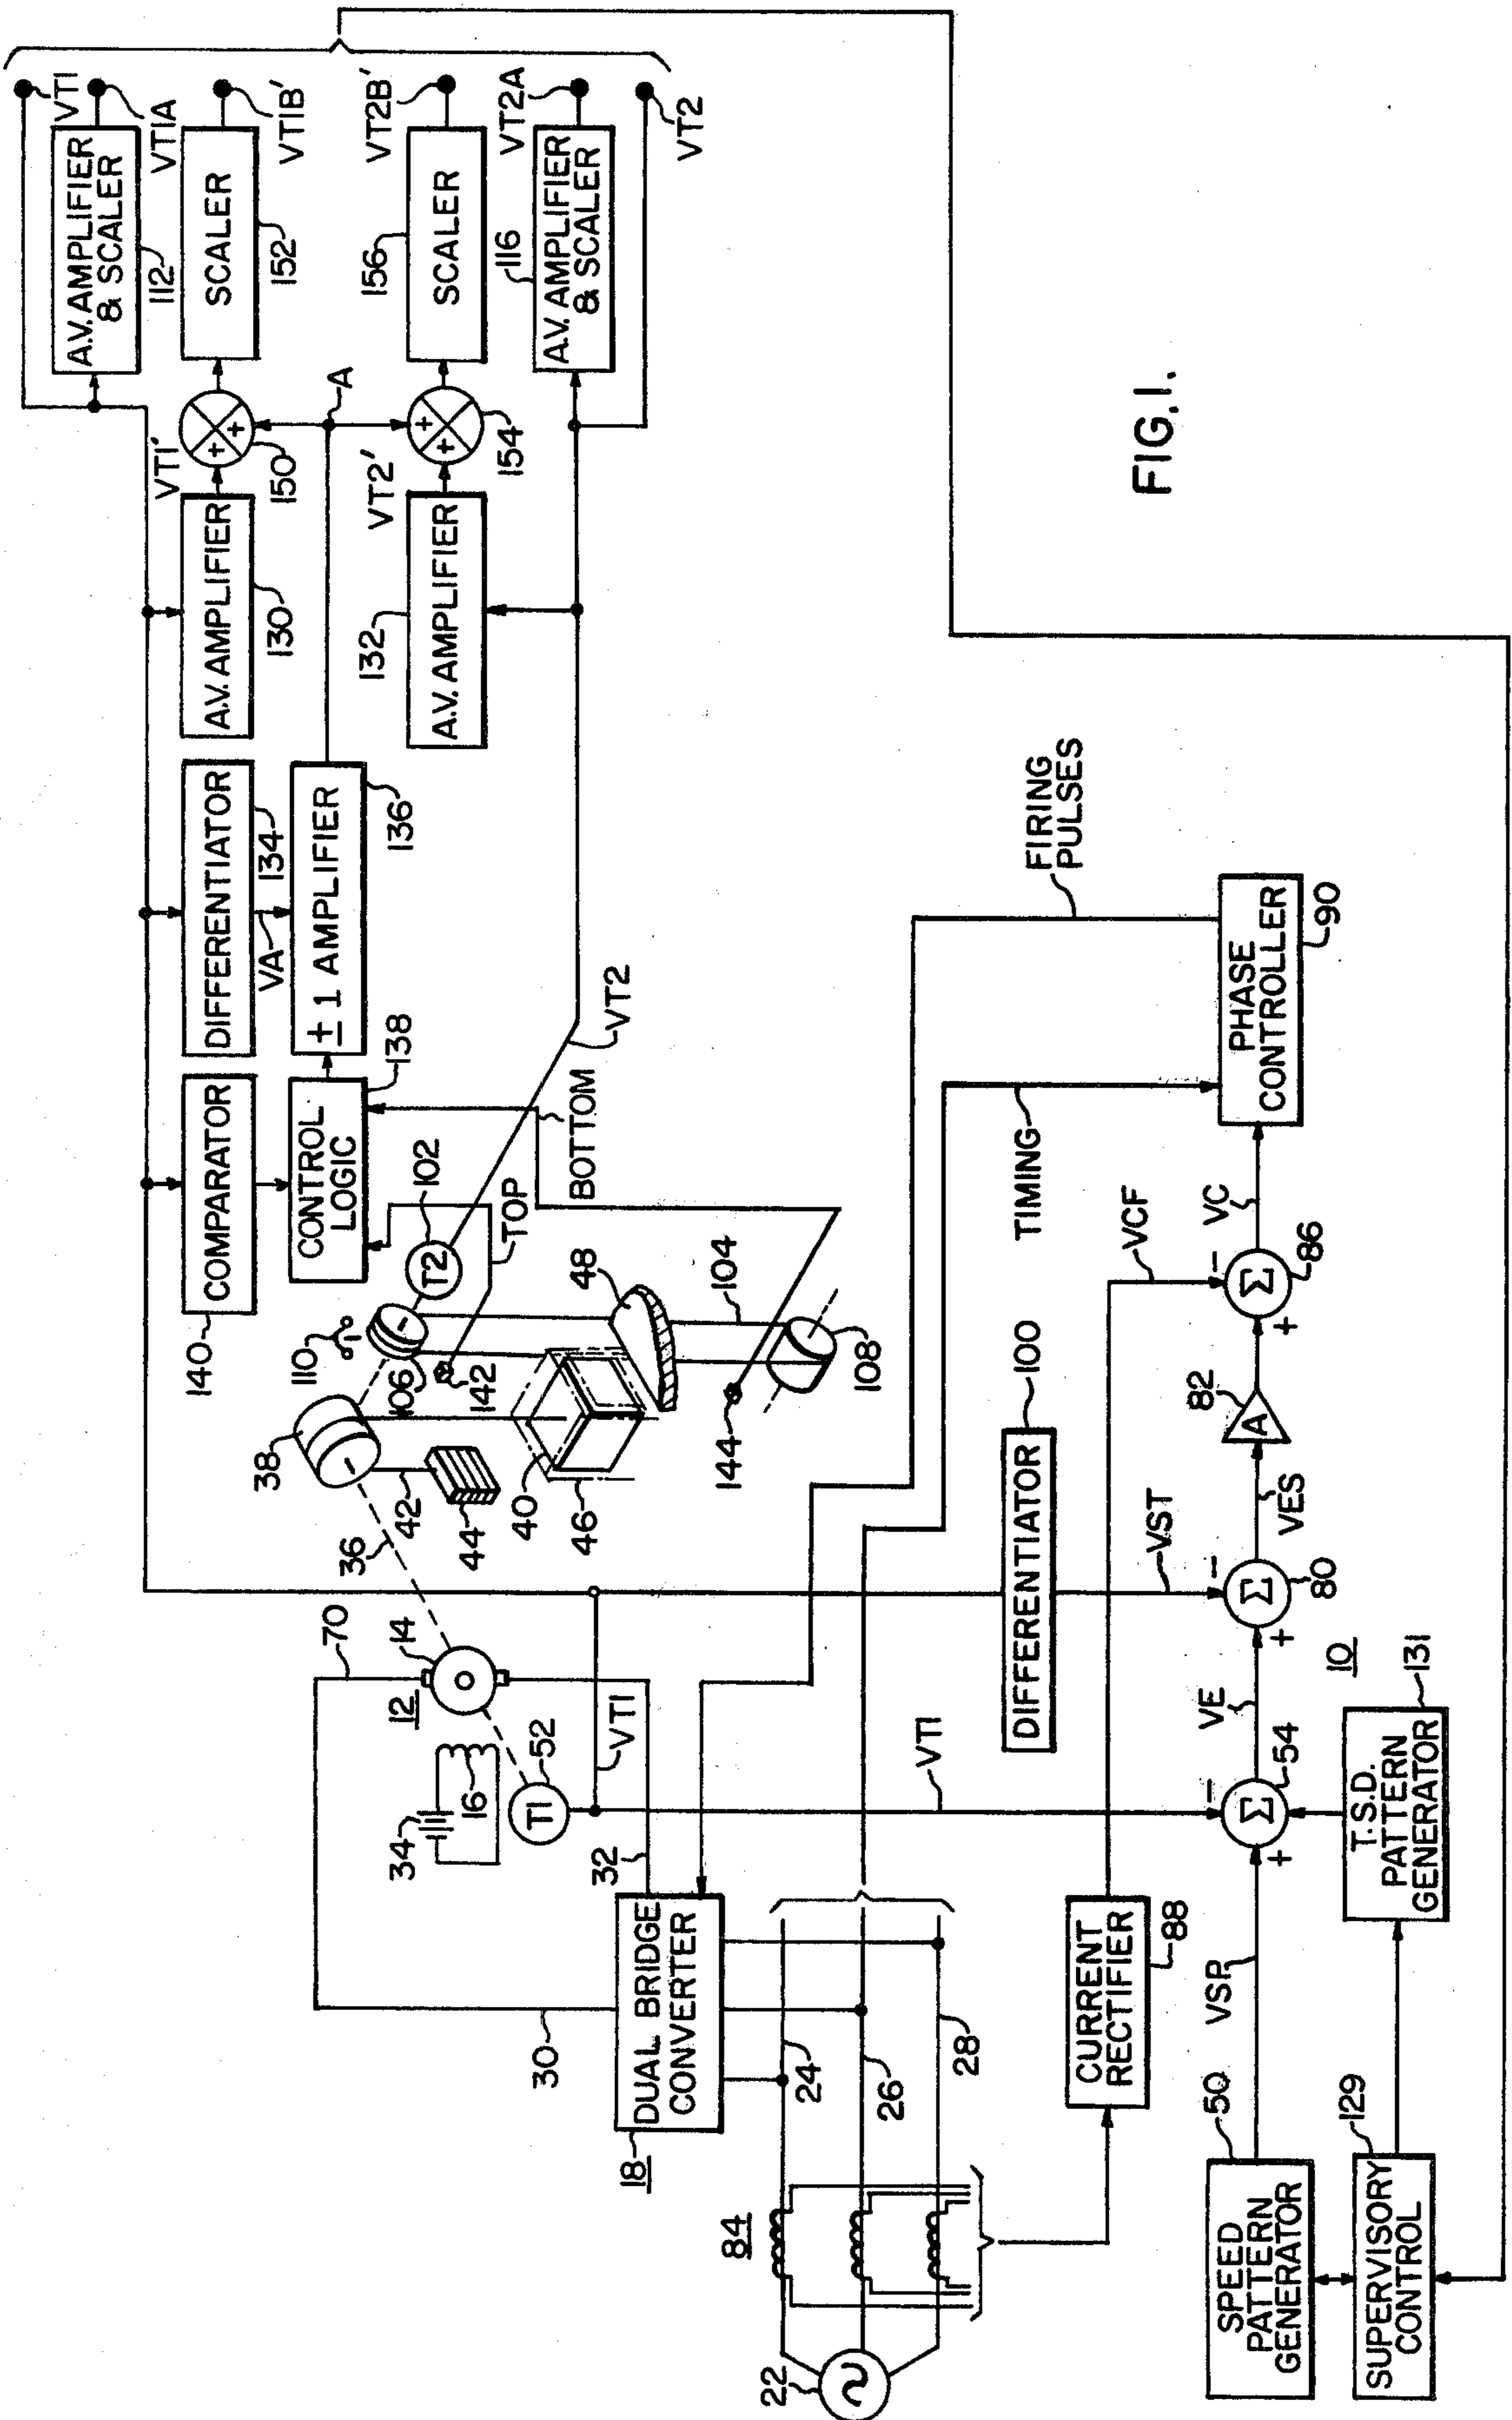 VT1
A.V. AMPLIFIER
& SCALER
112
VT1A
SCALER
152
VT1B'
VT2B'
156
SCALER
VT2A
116
A.V. AMPLIFIER
& SCALER
VT2
VT1'
150
A
VT2'
154
+
+
+
+
A.V. AMPLIFIER
130
132
A.V. AMPLIFIER
DIFFERENTIATOR
134
VA
± 1 AMPLIFIER
136
COMPARATOR
140
CONTROL
LOGIC
138
VT2
BOTTOM
TOP
102
T2
110
106
142
38
36
42
44
40
46
48
104
108
144
70
14
12
34
16
52
T1
VT1
VT1
32
30
DUAL BRIDGE
CONVERTER
18
24
26
28
84
22
CURRENT
RECTIFIER
88
DIFFERENTIATOR
100
VST
VCF
TIMING
FIRING
PULSES
FIG.1.
SPEED
PATTERN
GENERATOR
50
VSP
+
-
Σ
54
VE
+
-
Σ
80
VES
A
82
+
-
Σ
86
VC
PHASE
CONTROLLER
90
SUPERVISORY
CONTROL
129
T.S.D.
PATTERN
GENERATOR
131
10